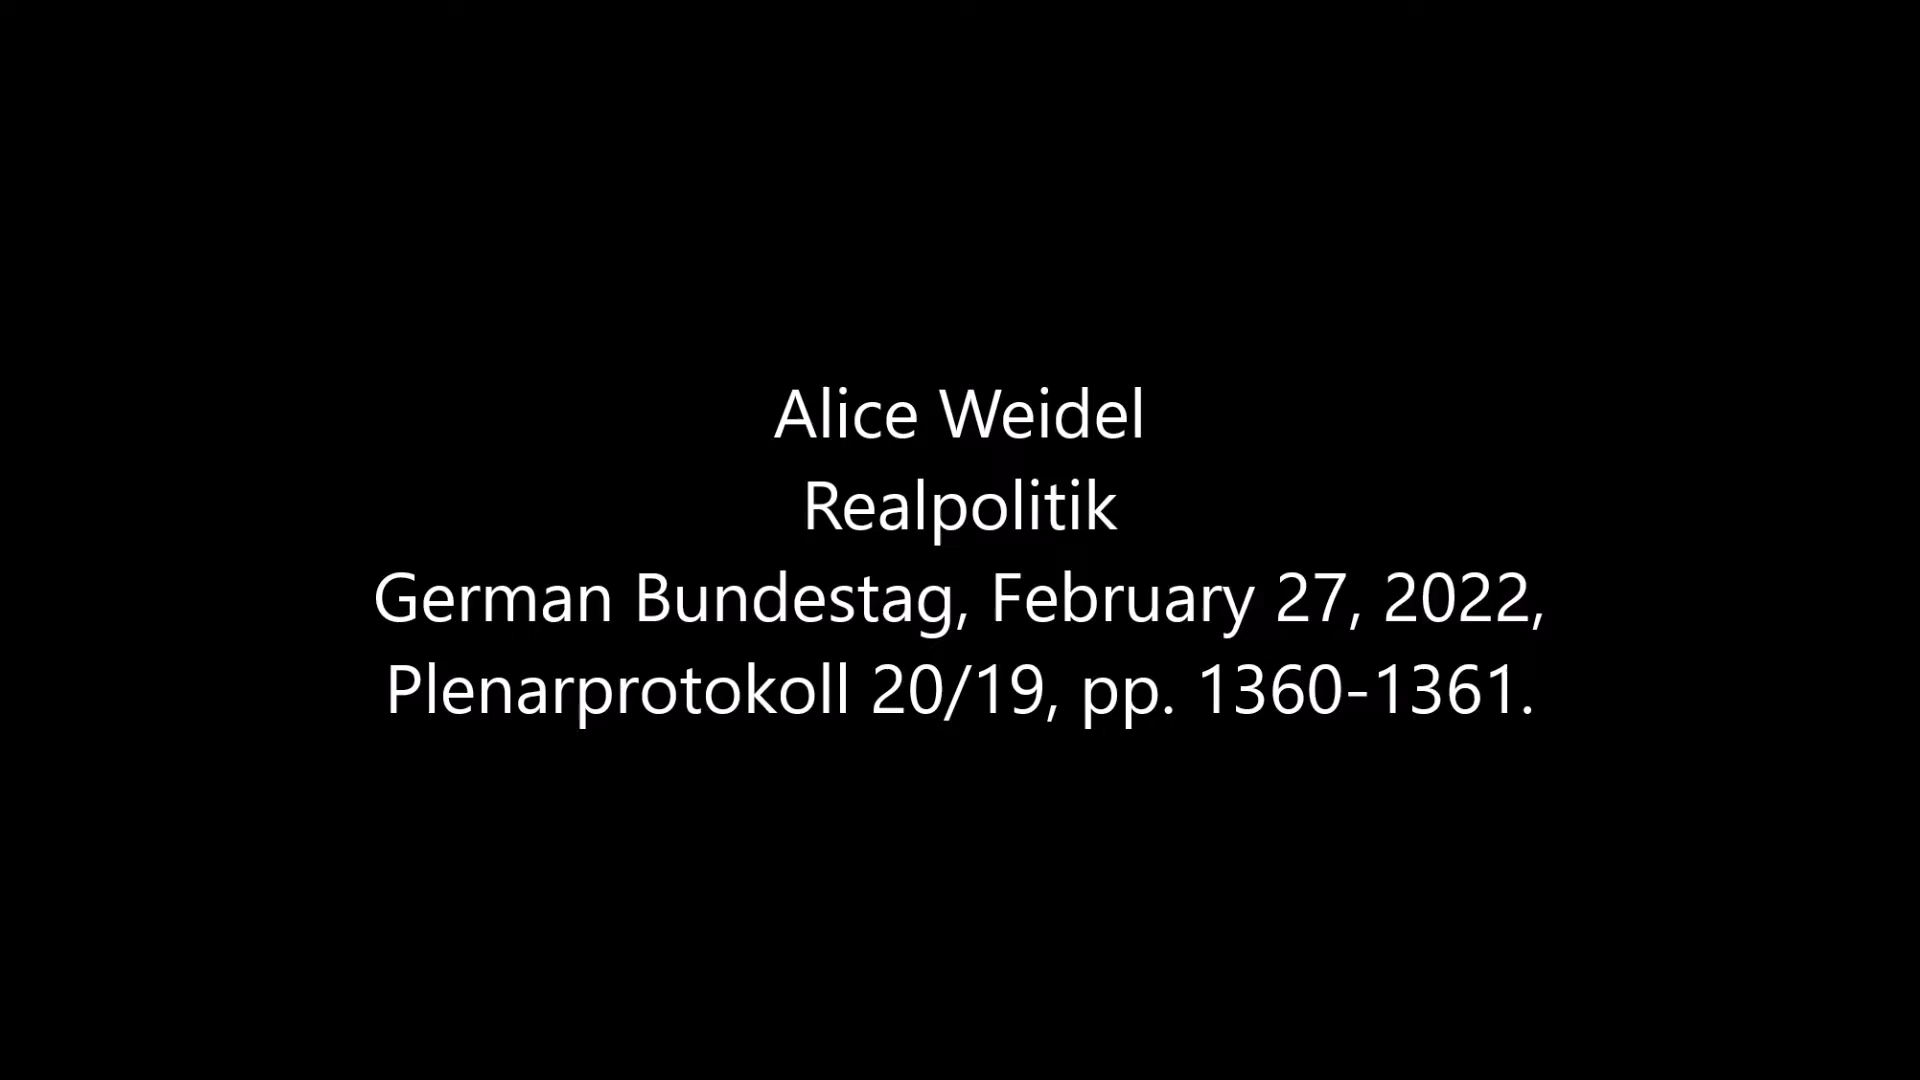 Alice Weidel
Realpolitik
German Bundestag, February 27, 2022,
Plenarprotokoll 20/19, pp. 1360-1361.